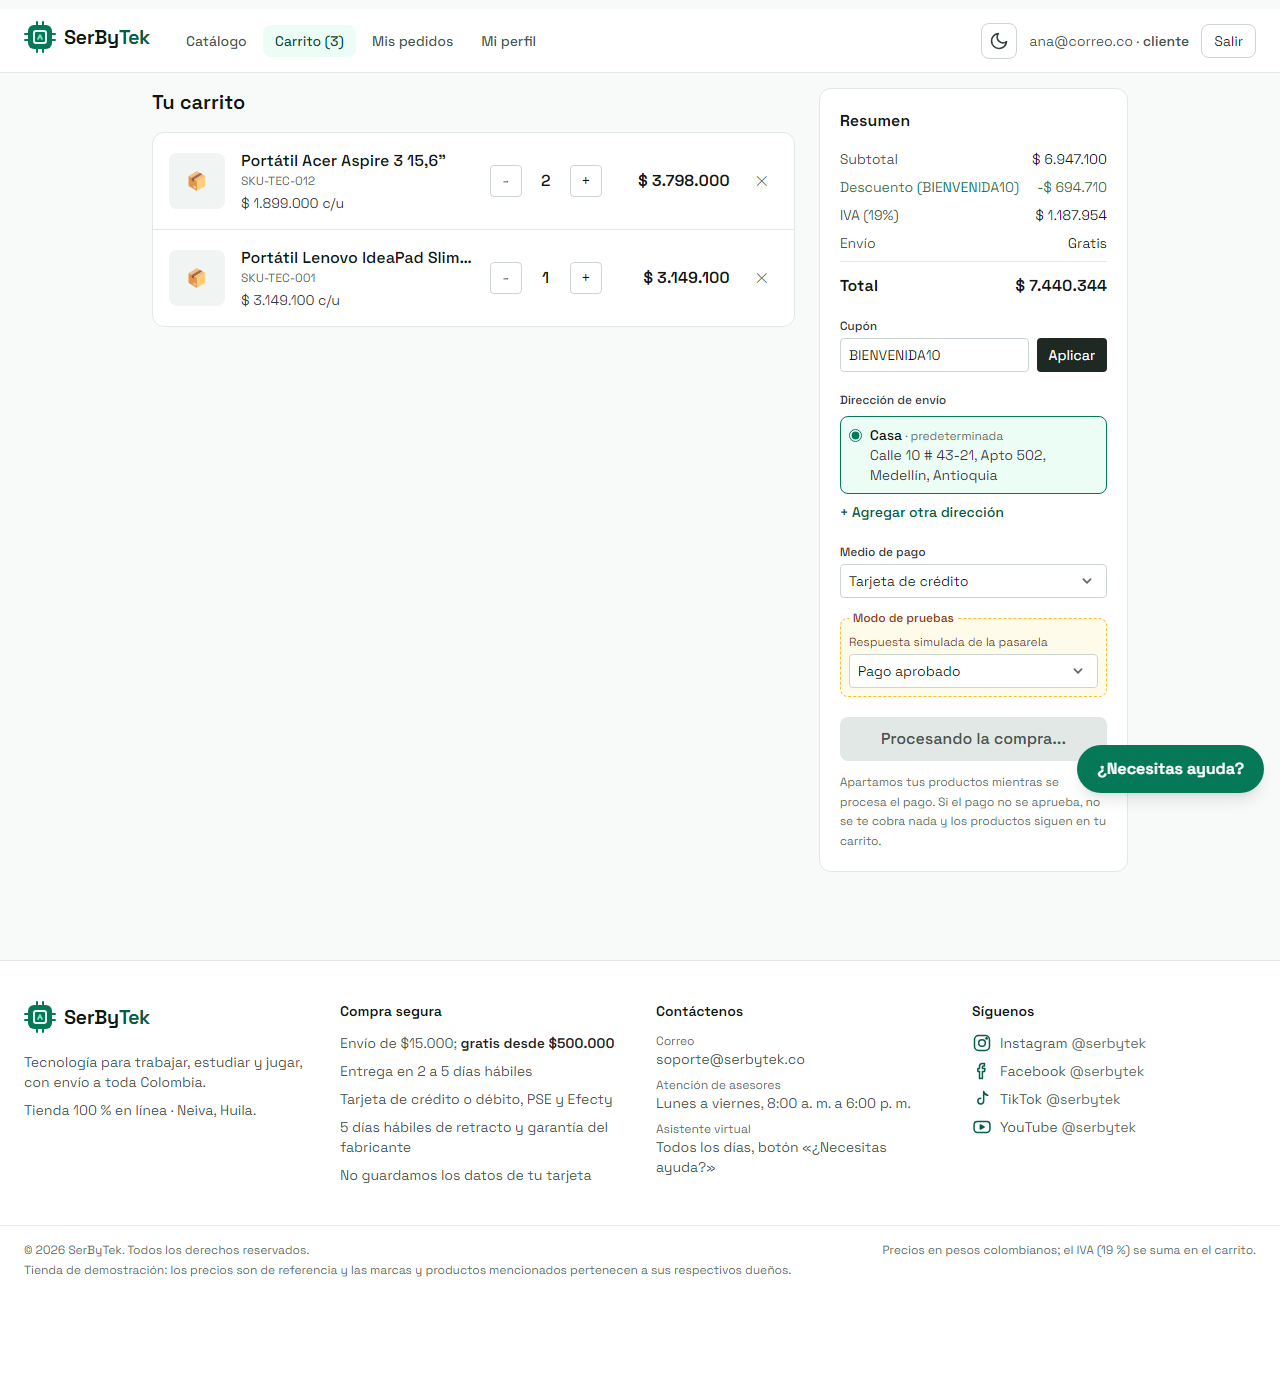 SerByTek
Catálogo
Carrito (3)
Mis pedidos
Mi perfil
ana@correo.co · cliente
Salir
Tu carrito
Portátil Acer Aspire 3 15,6”
SKU-TEC-012
$ 1.899.000 c/u
-
2
+
$ 3.798.000
Portátil Lenovo IdeaPad Slim...
SKU-TEC-001
$ 3.149.100 c/u
-
1
+
$ 3.149.100
Resumen
Subtotal $ 6.947.100
Descuento (BIENVENIDA10) -$ 694.710
IVA (19%) $ 1.187.954
Envío Gratis
Total $ 7.440.344
Cupón
BIENVENIDA10
Aplicar
Dirección de envío
Casa · predeterminada
Calle 10 # 43-21, Apto 502,
Medellín, Antioquia
+ Agregar otra dirección
Medio de pago
Tarjeta de crédito
Modo de pruebas
Respuesta simulada de la pasarela
Pago aprobado
Procesando la compra...
¿Necesitas ayuda?
Apartamos tus productos mientras se
procesa el pago. Si el pago no se aprueba, no
se te cobra nada y los productos siguen en tu
carrito.
SerByTek
Tecnología para trabajar, estudiar y jugar,
con envío a toda Colombia.
Tienda 100 % en línea · Neiva, Huila.
Compra segura
Envío de $15.000; gratis desde $500.000
Entrega en 2 a 5 días hábiles
Tarjeta de crédito o débito, PSE y Efecty
5 días hábiles de retracto y garantía del
fabricante
No guardamos los datos de tu tarjeta
Contáctenos
Correo
soporte@serbytek.co
Atención de asesores
Lunes a viernes, 8:00 a. m. a 6:00 p. m.
Asistente virtual
Todos los días, botón «¿Necesitas
ayuda?»
Síguenos
Instagram @serbytek
Facebook @serbytek
TikTok @serbytek
YouTube @serbytek
© 2026 SerByTek. Todos los derechos reservados.
Precios en pesos colombianos; el IVA (19 %) se suma en el carrito.
Tienda de demostración: los precios son de referencia y las marcas y productos mencionados pertenecen a sus respectivos dueños.